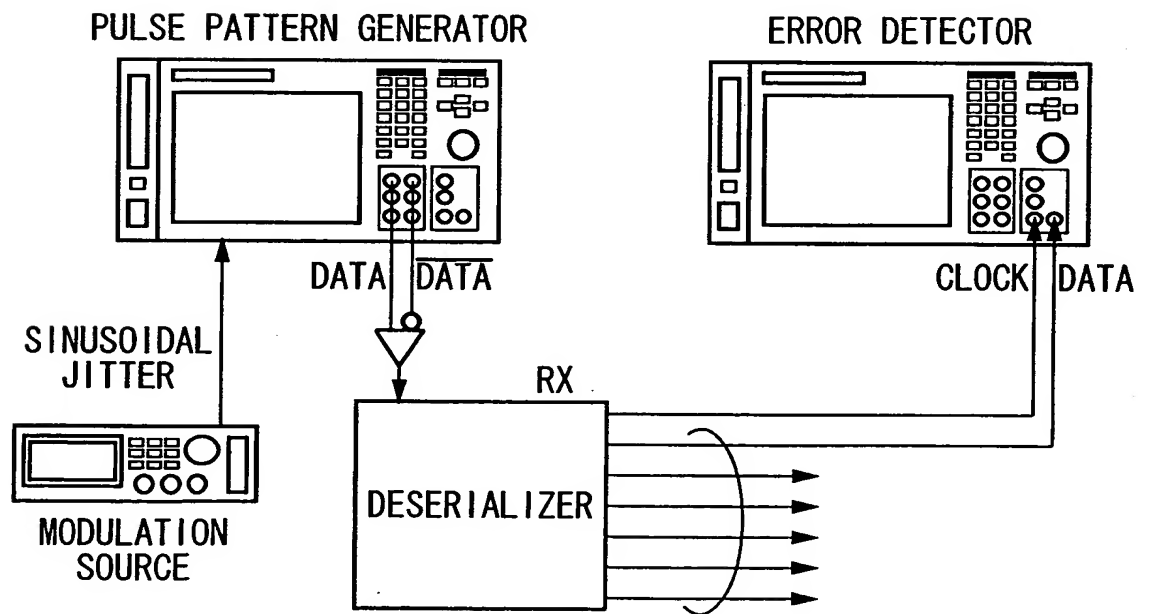 PULSE PATTERN GENERATOR
ERROR DETECTOR
DATA
DATA
CLOCK
DATA
SINUSOIDAL
JITTER
RX
DESERIALIZER
MODULATION
SOURCE